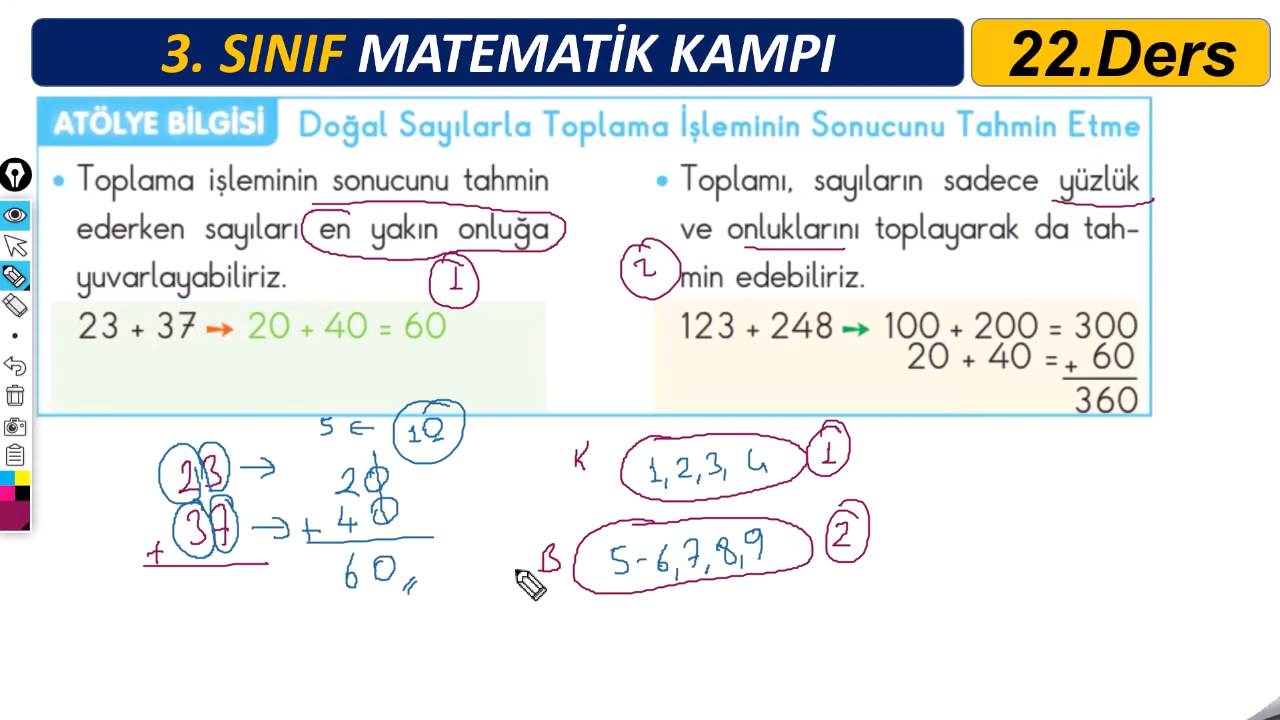 3. SINIF MATEMATİK KAMPI
22.Ders
ATÖLYE BİLGİSİ
Doğal Sayılarla Toplama İşleminin Sonucunu Tahmin Etme
• Toplama işleminin sonucunu tahmin
ederken sayıları en yakın onluğa
yuvarlayabiliriz.
1
23 + 37 → 20 + 40 = 60
• Toplamı, sayıların sadece yüzlük
ve onluklarını toplayarak da tah-
2
min edebiliriz.
123 + 248 → 100 + 200 = 300
20 + 40 = + 60
360
5 ← 10
23 → 20
+ 37 → + 40
60
K 1, 2, 3, 4 1
B 5 - 6, 7, 8, 9 2